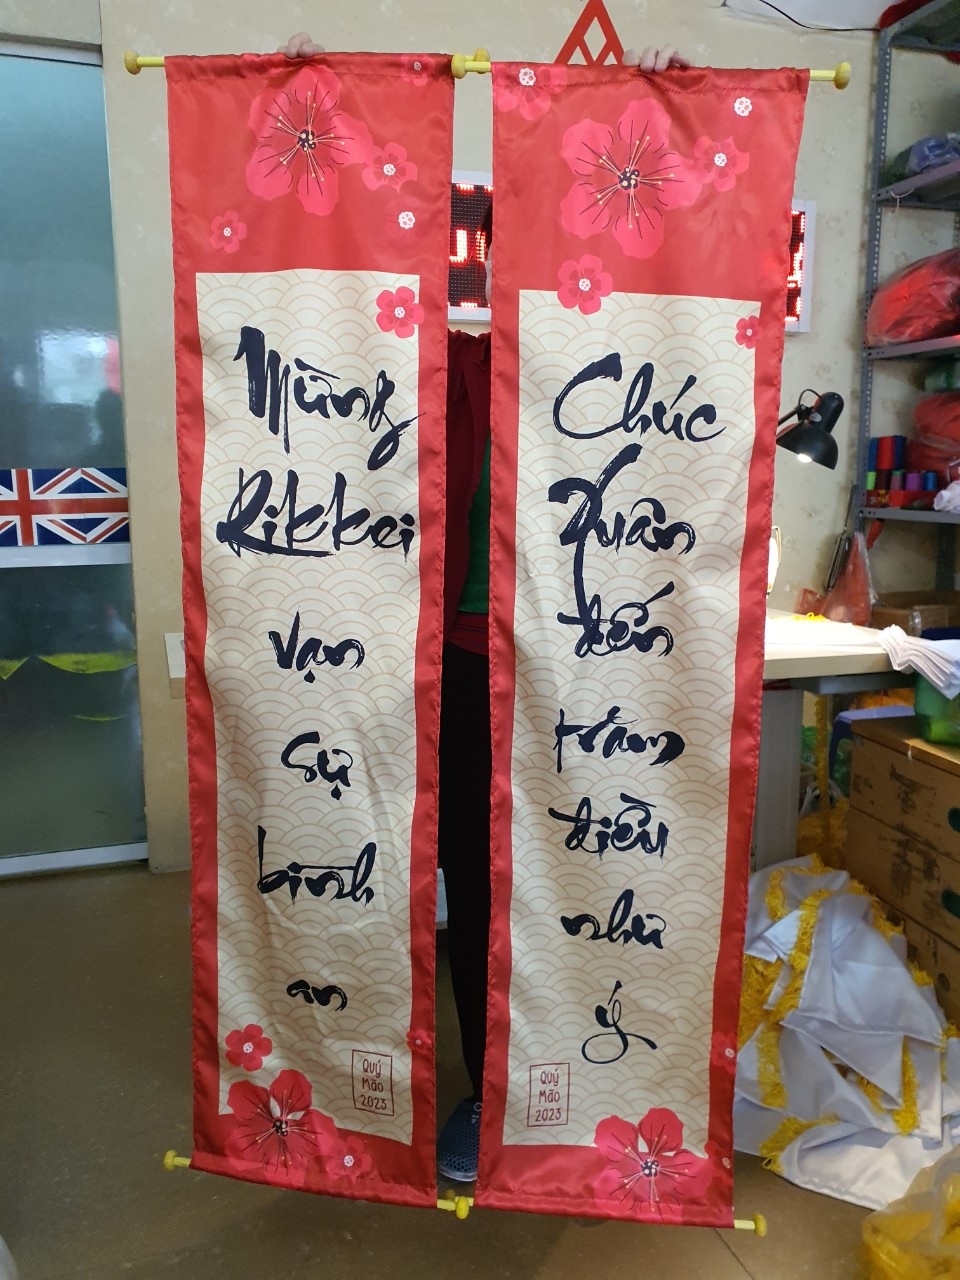 Mừng
Rikkei
vạn
sự
bình
an
Quý
Mão
2023
Chúc
Xuân
đến
trăm
điều
như
ý
Quý
Mão
2023